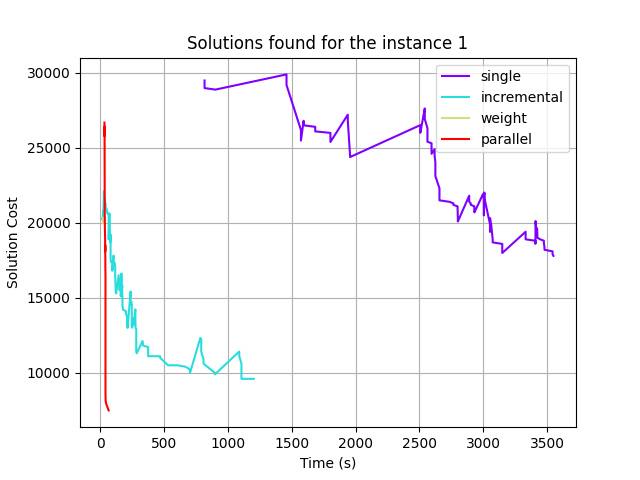 Solutions found for the instance 1
single
incremental
weight
parallel
30000
25000
20000
15000
10000
Solution Cost
0 500 1000 1500 2000 2500 3000 3500
Time (s)